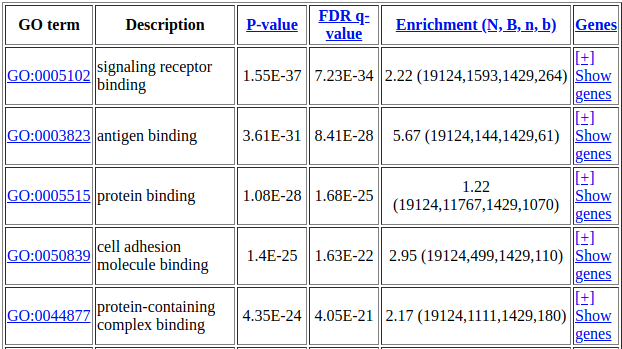 GO term Description P-value FDR q-value Enrichment (N, B, n, b) Genes
GO:0005102 signaling receptor binding 1.55E-37 7.23E-34 2.22 (19124,1593,1429,264) [+] Show genes
GO:0003823 antigen binding 3.61E-31 8.41E-28 5.67 (19124,144,1429,61) [+] Show genes
GO:0005515 protein binding 1.08E-28 1.68E-25 1.22 (19124,11767,1429,1070) [+] Show genes
GO:0050839 cell adhesion molecule binding 1.4E-25 1.63E-22 2.95 (19124,499,1429,110) [+] Show genes
GO:0044877 protein-containing complex binding 4.35E-24 4.05E-21 2.17 (19124,1111,1429,180) [+] Show genes